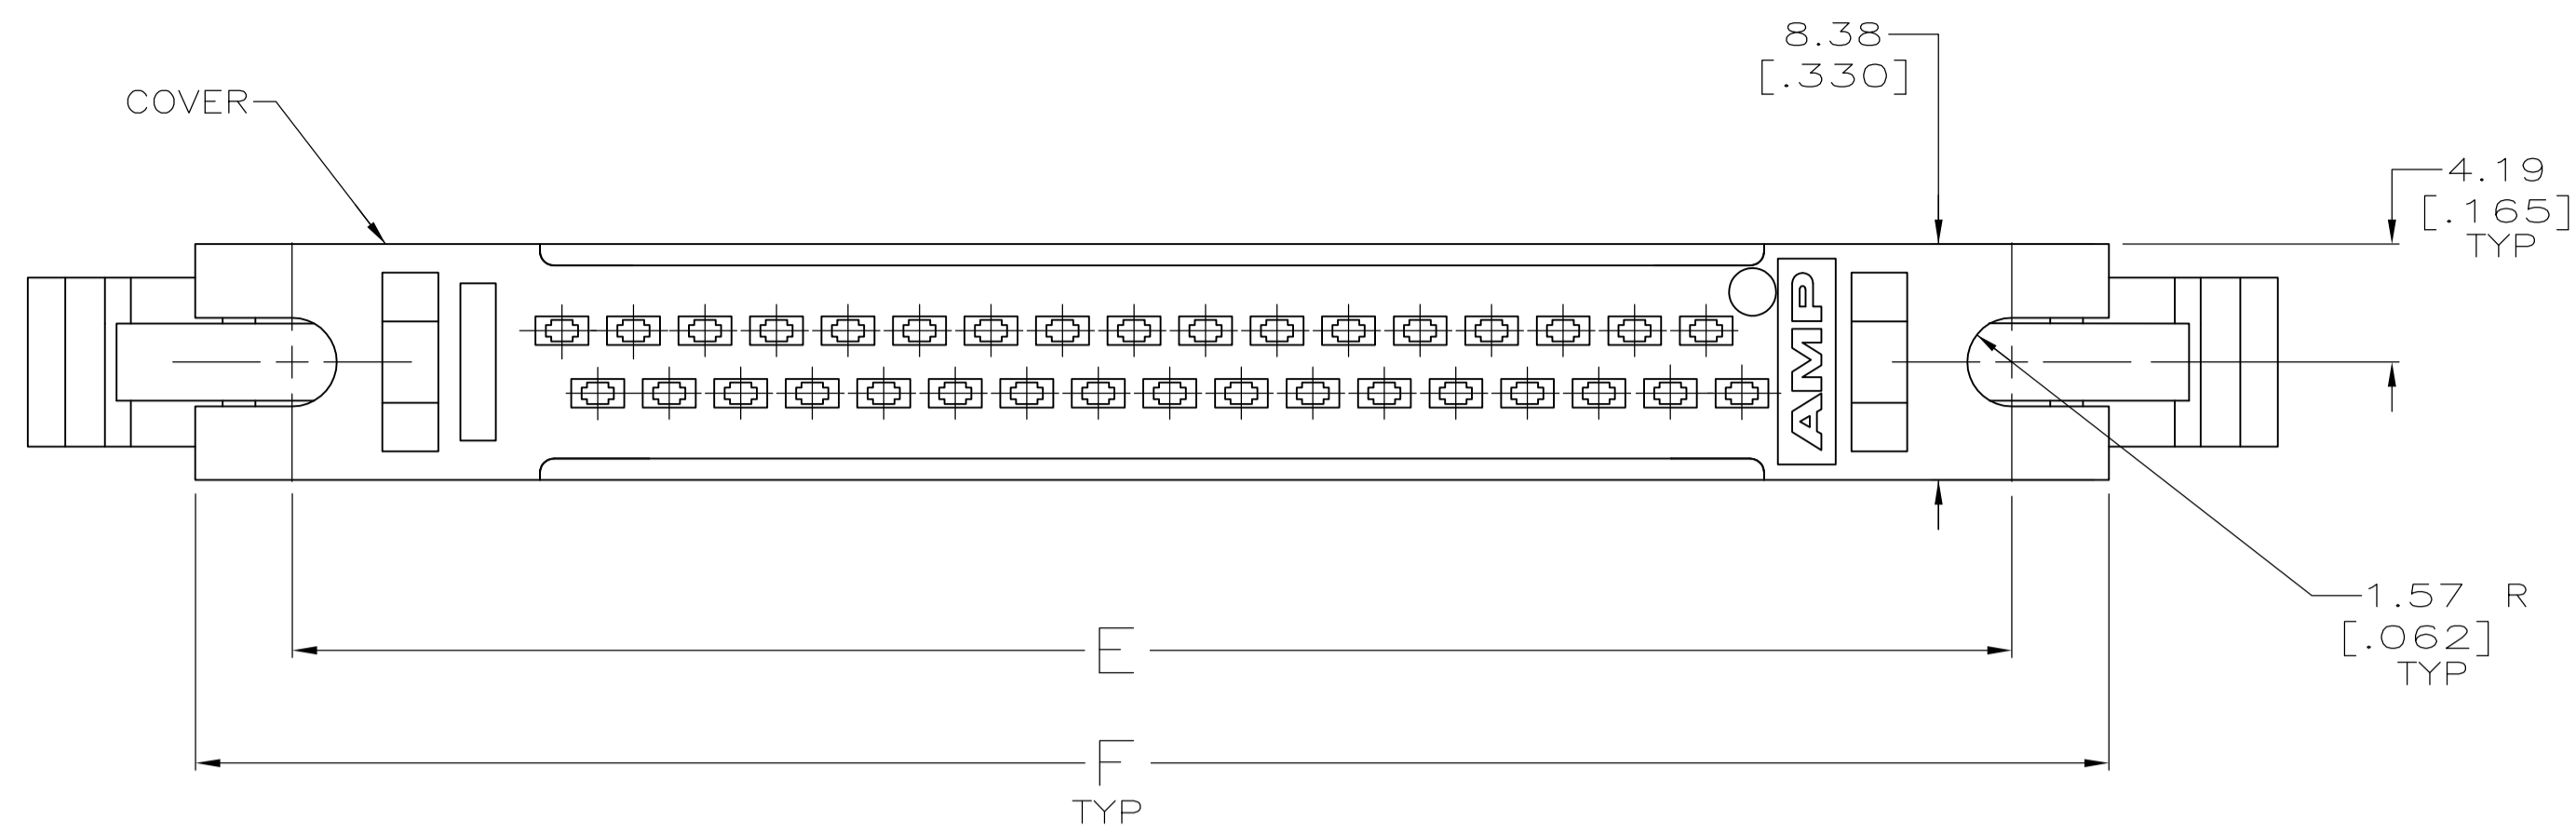 8.38
[.330]
COVER
4.19
[.165]
TYP
AMP
1.57 R
[.062]
TYP
E
F
TYP